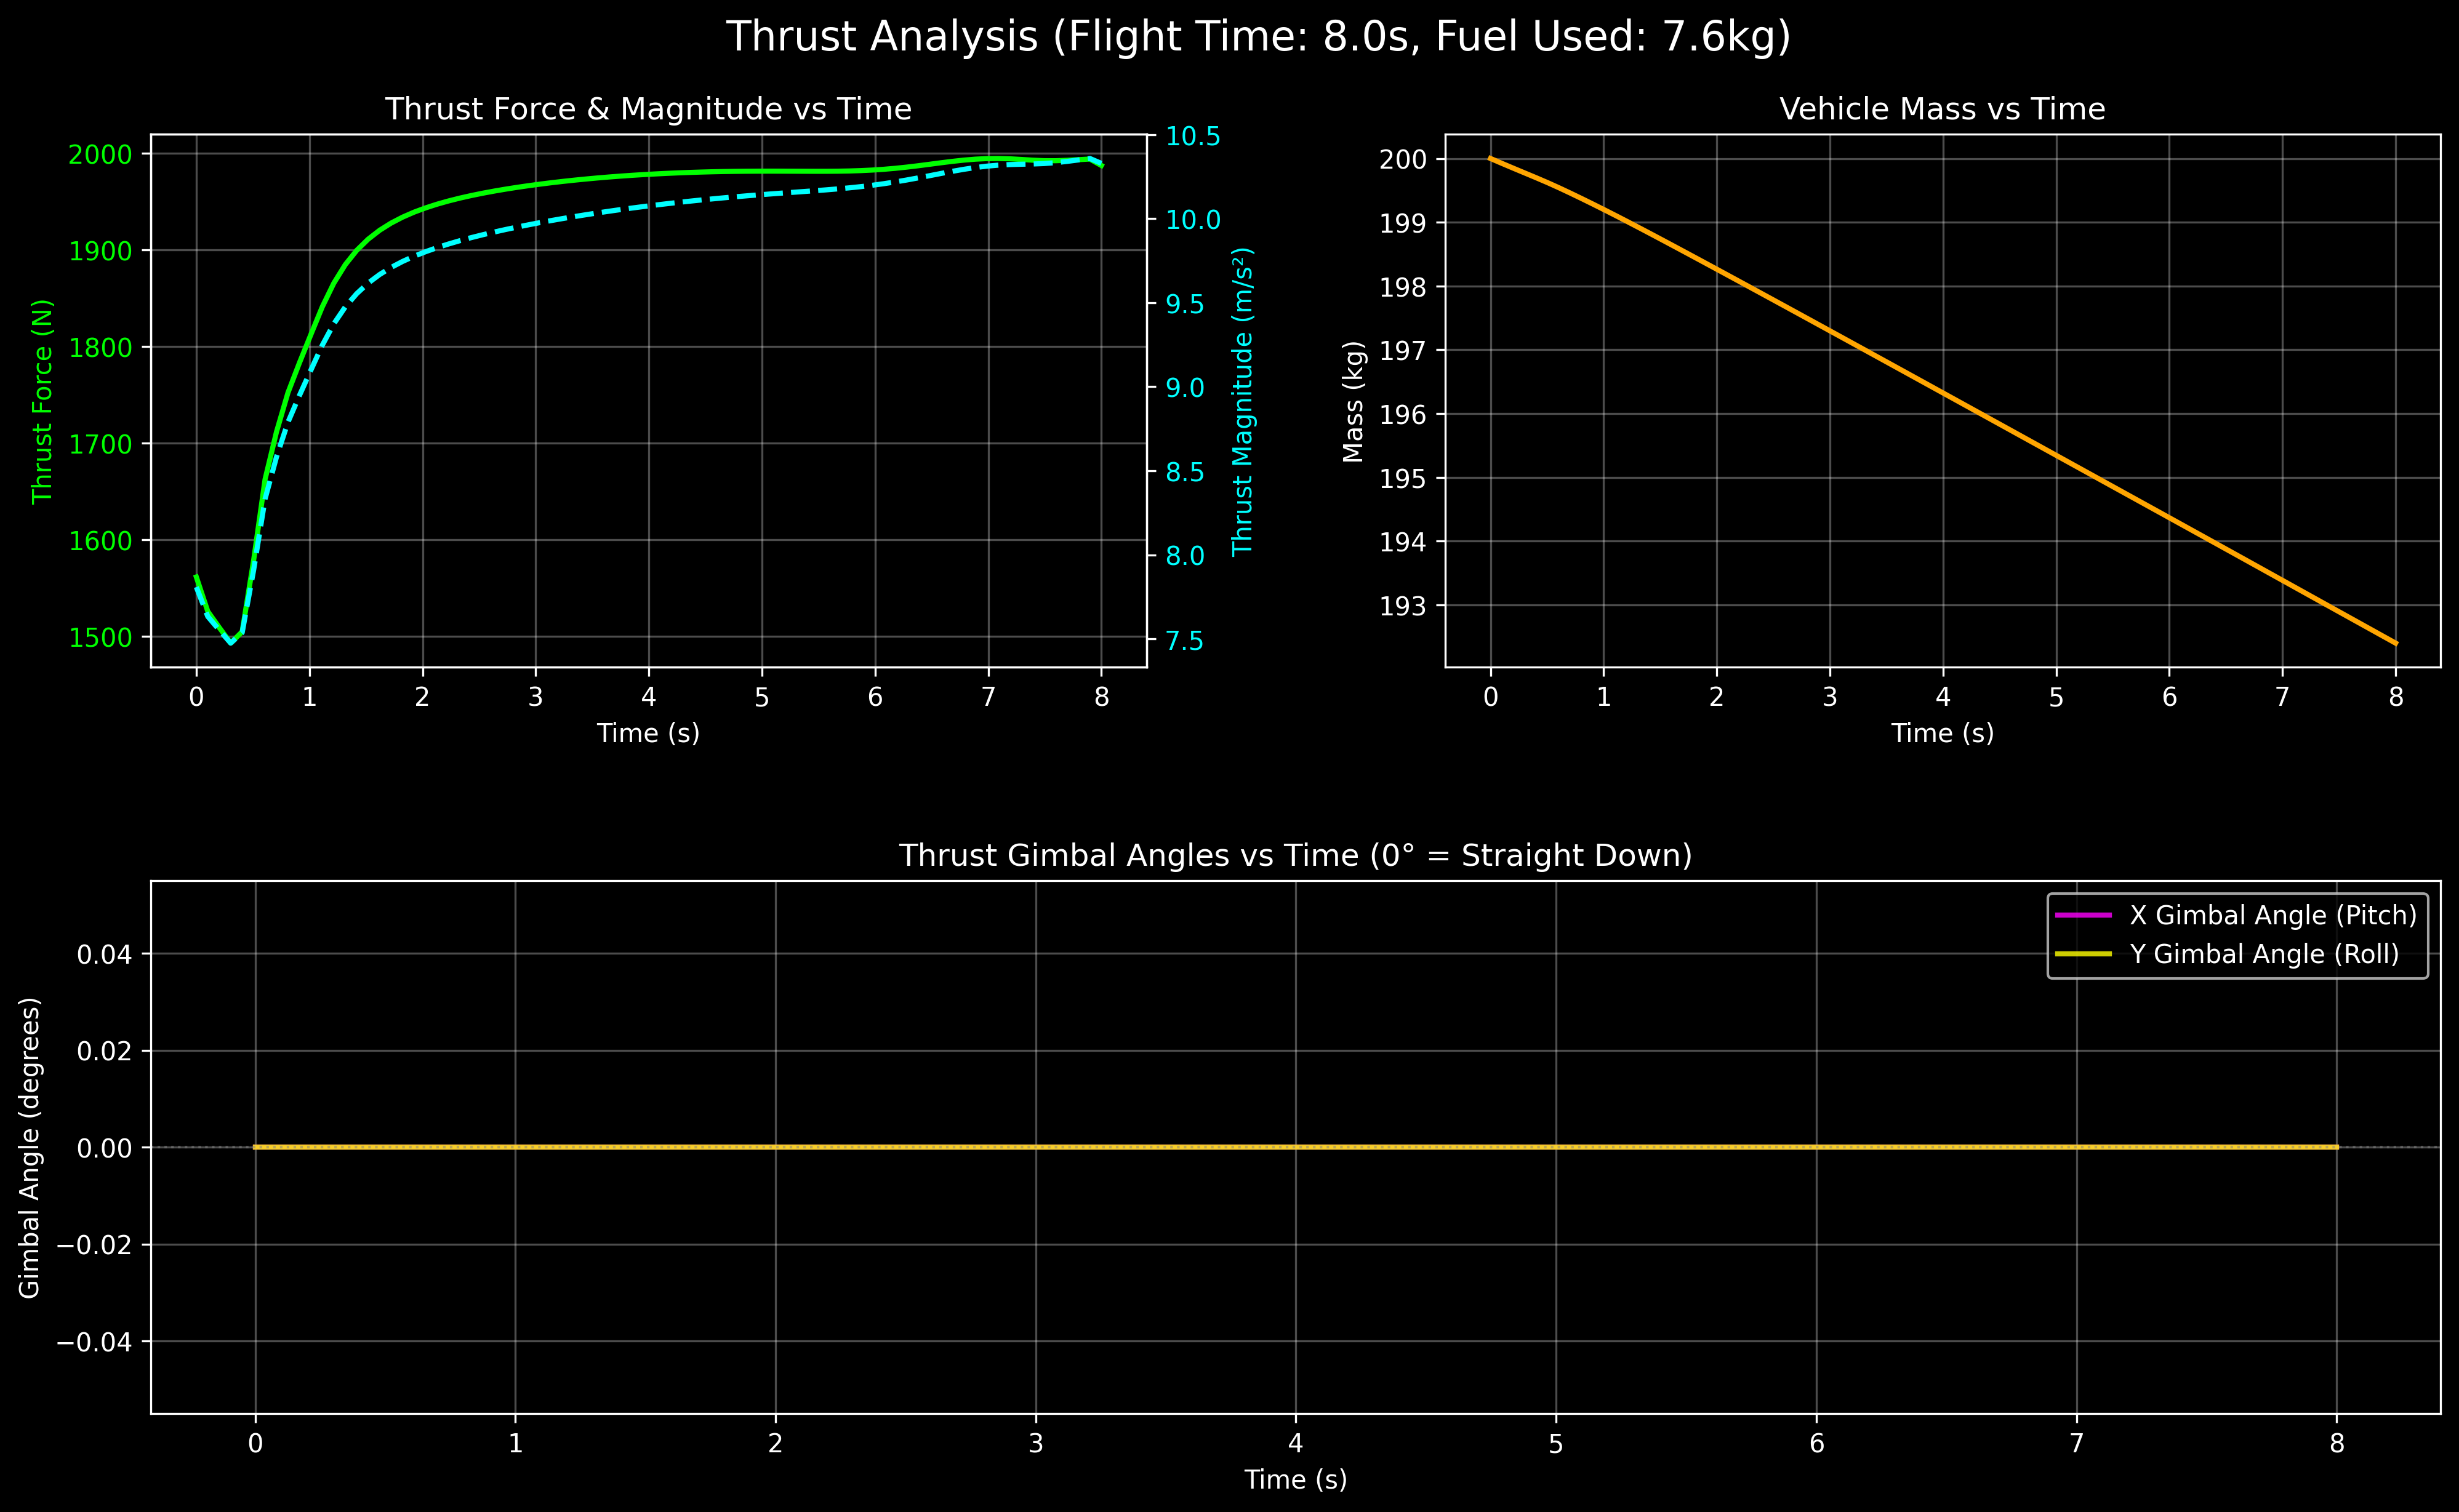 Thrust Analysis (Flight Time: 8.0s, Fuel Used: 7.6kg)
Thrust Force & Magnitude vs Time
Thrust Force (N)
2000
1900
1800
1700
1600
1500
10.5
10.0
9.5
9.0
8.5
8.0
7.5
Thrust Magnitude (m/s²)
0 1 2 3 4 5 6 7 8
Time (s)
Vehicle Mass vs Time
Mass (kg)
200
199
198
197
196
195
194
193
0 1 2 3 4 5 6 7 8
Time (s)
Thrust Gimbal Angles vs Time (0° = Straight Down)
Gimbal Angle (degrees)
0.04
0.02
0.00
−0.02
−0.04
X Gimbal Angle (Pitch)
Y Gimbal Angle (Roll)
0 1 2 3 4 5 6 7 8
Time (s)